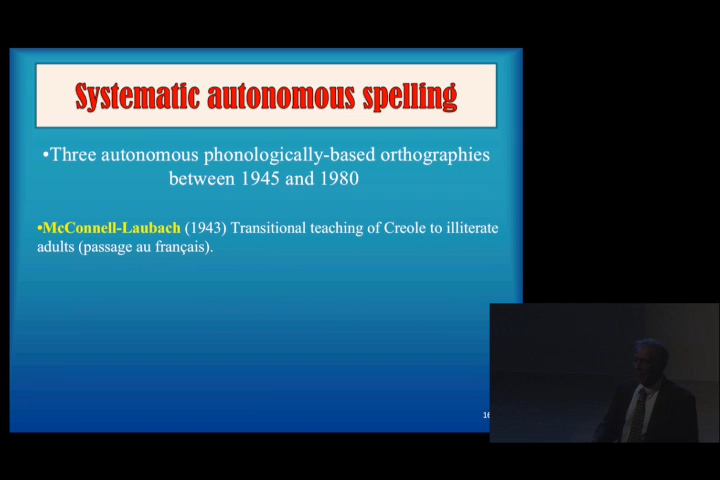 Systematic autonomous spelling
•Three autonomous phonologically-based orthographies
between 1945 and 1980
•McConnell-Laubach (1943) Transitional teaching of Creole to illiterate
adults (passage au français).
16